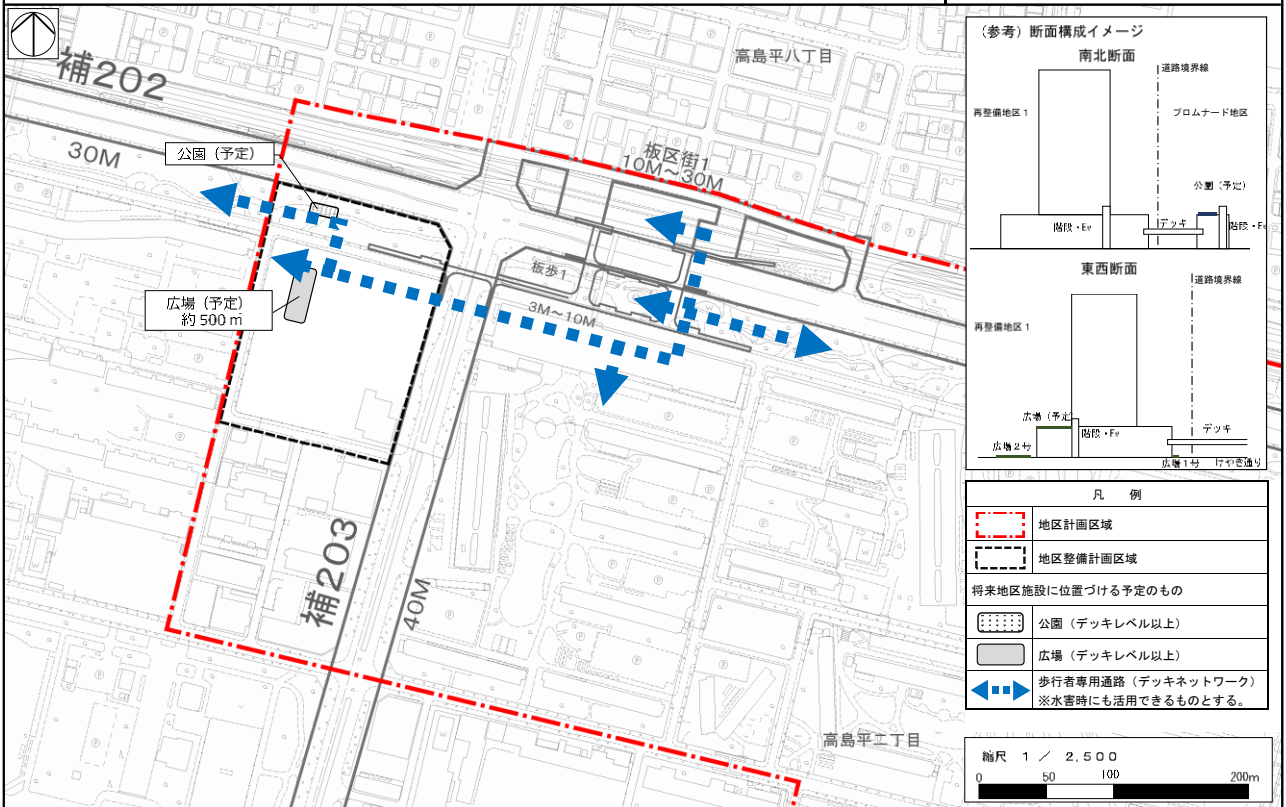 補202
30M
公園（予定）
高島平八丁目
板区街1
10M～30M
板歩1
3M～10M
広場（予定）
約500㎡
補203
40M
高島平二丁目
（参考）断面構成イメージ
南北断面
道路境界線
再整備地区1
プロムナード地区
公園（予定）
階段・Ev
デッキ
階段・Ev
東西断面
道路境界線
再整備地区1
広場（予定）
階段・Ev
デッキ
広場2号
広場1号
けやき通り
凡　例
地区計画区域
地区整備計画区域
将来地区施設に位置づける予定のもの
公園（デッキレベル以上）
広場（デッキレベル以上）
歩行者専用通路（デッキネットワーク）
※水害時にも活用できるものとする。
縮尺　1 ／ 2,500
0 50 100 200m